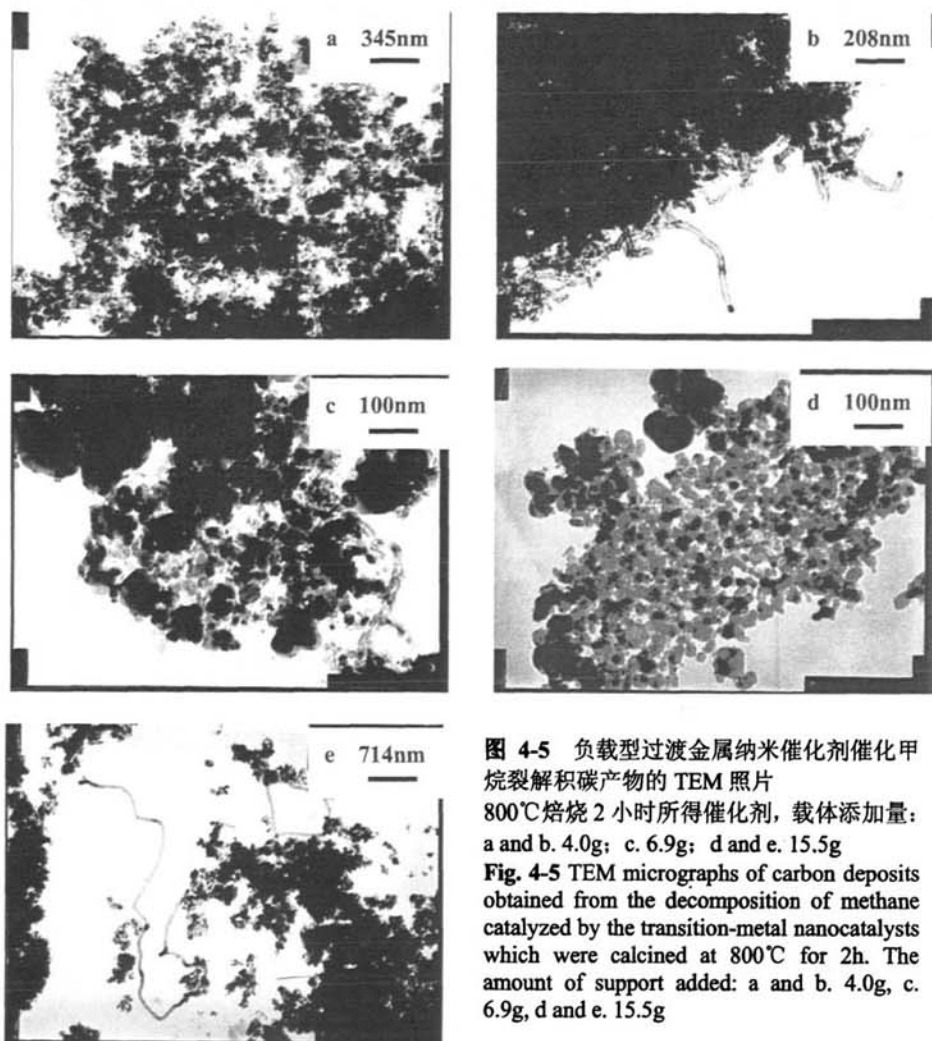 a 345nm
b 208nm
c 100nm
d 100nm
e 714nm
图 4-5 负载型过渡金属纳米催化剂催化甲
烷裂解积碳产物的 TEM 照片
800℃焙烧 2 小时所得催化剂，载体添加量：
a and b. 4.0g；c. 6.9g；d and e. 15.5g
Fig. 4-5 TEM micrographs of carbon deposits
obtained from the decomposition of methane
catalyzed by the transition-metal nanocatalysts
which were calcined at 800℃ for 2h. The
amount of support added: a and b. 4.0g, c.
6.9g, d and e. 15.5g